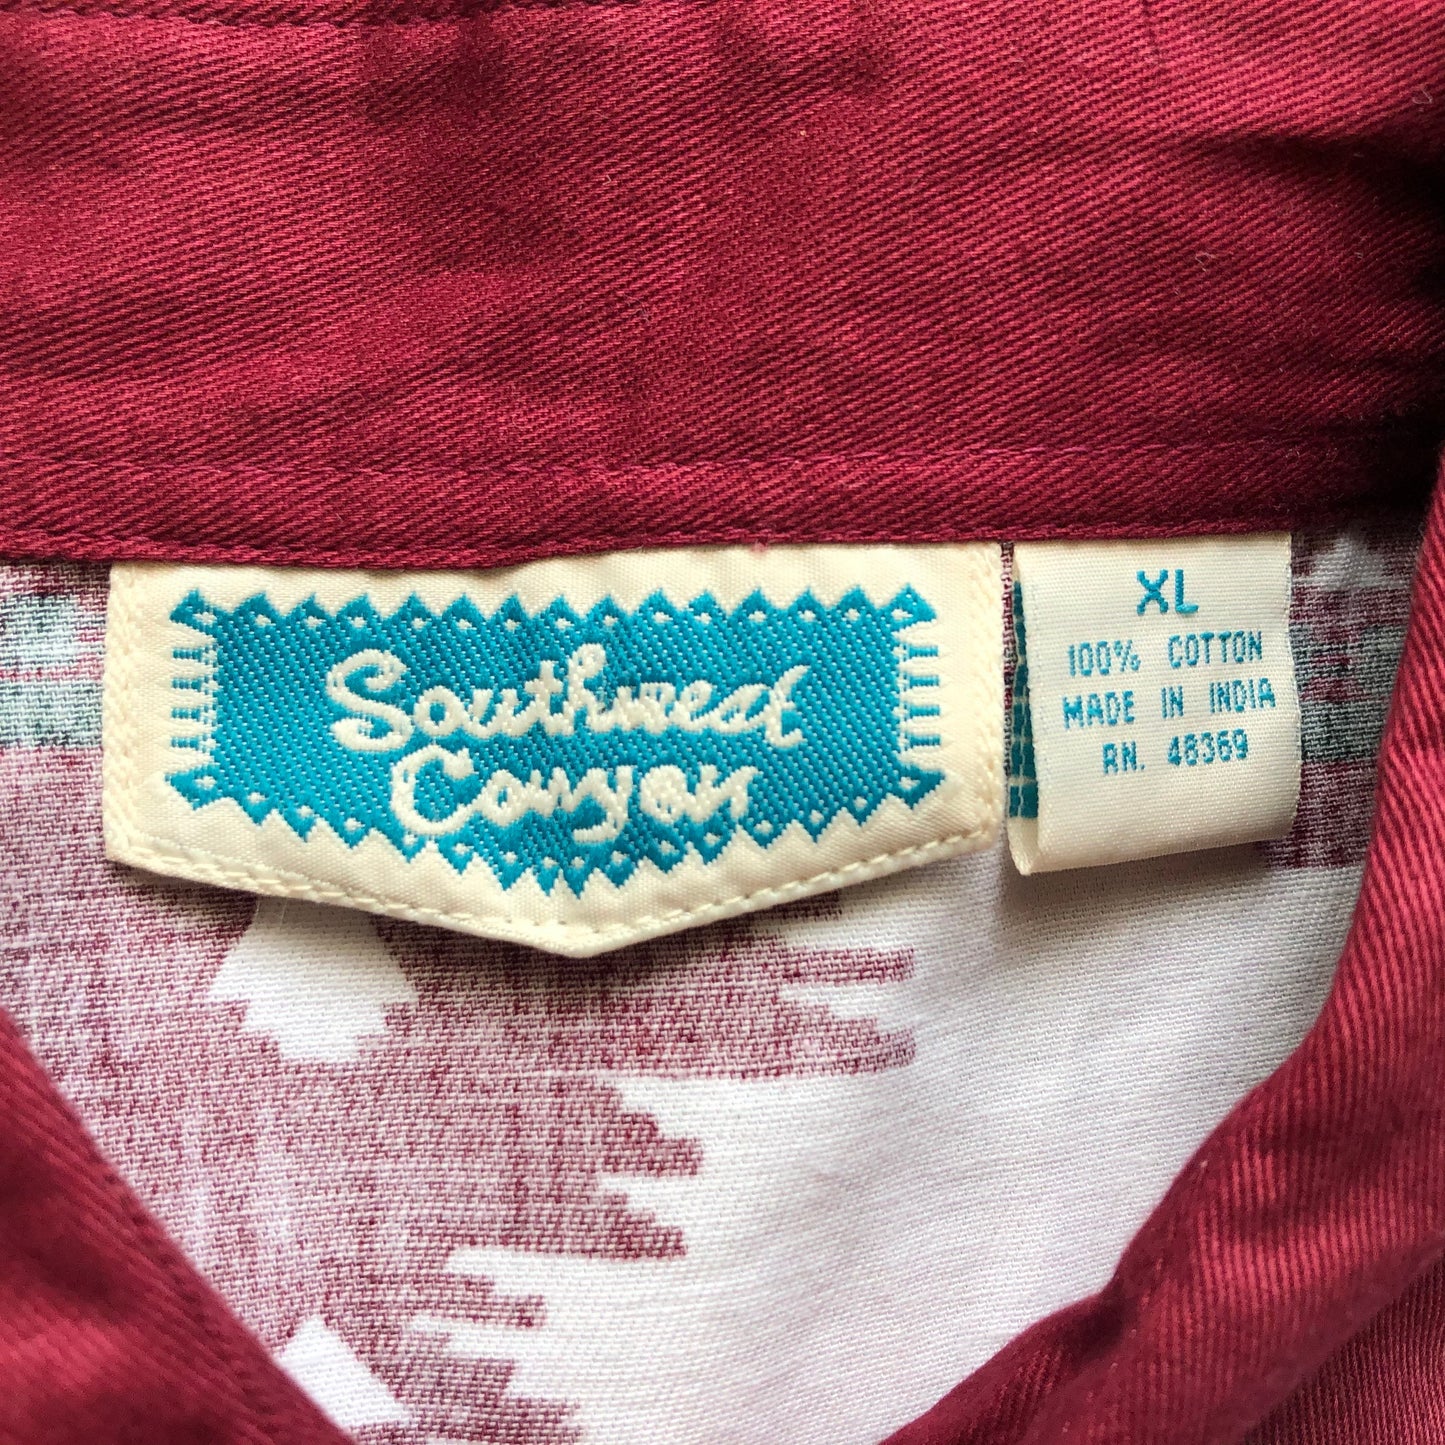 Southwest
Canyon
XL
100% COTTON
MADE IN INDIA
RN. 48369